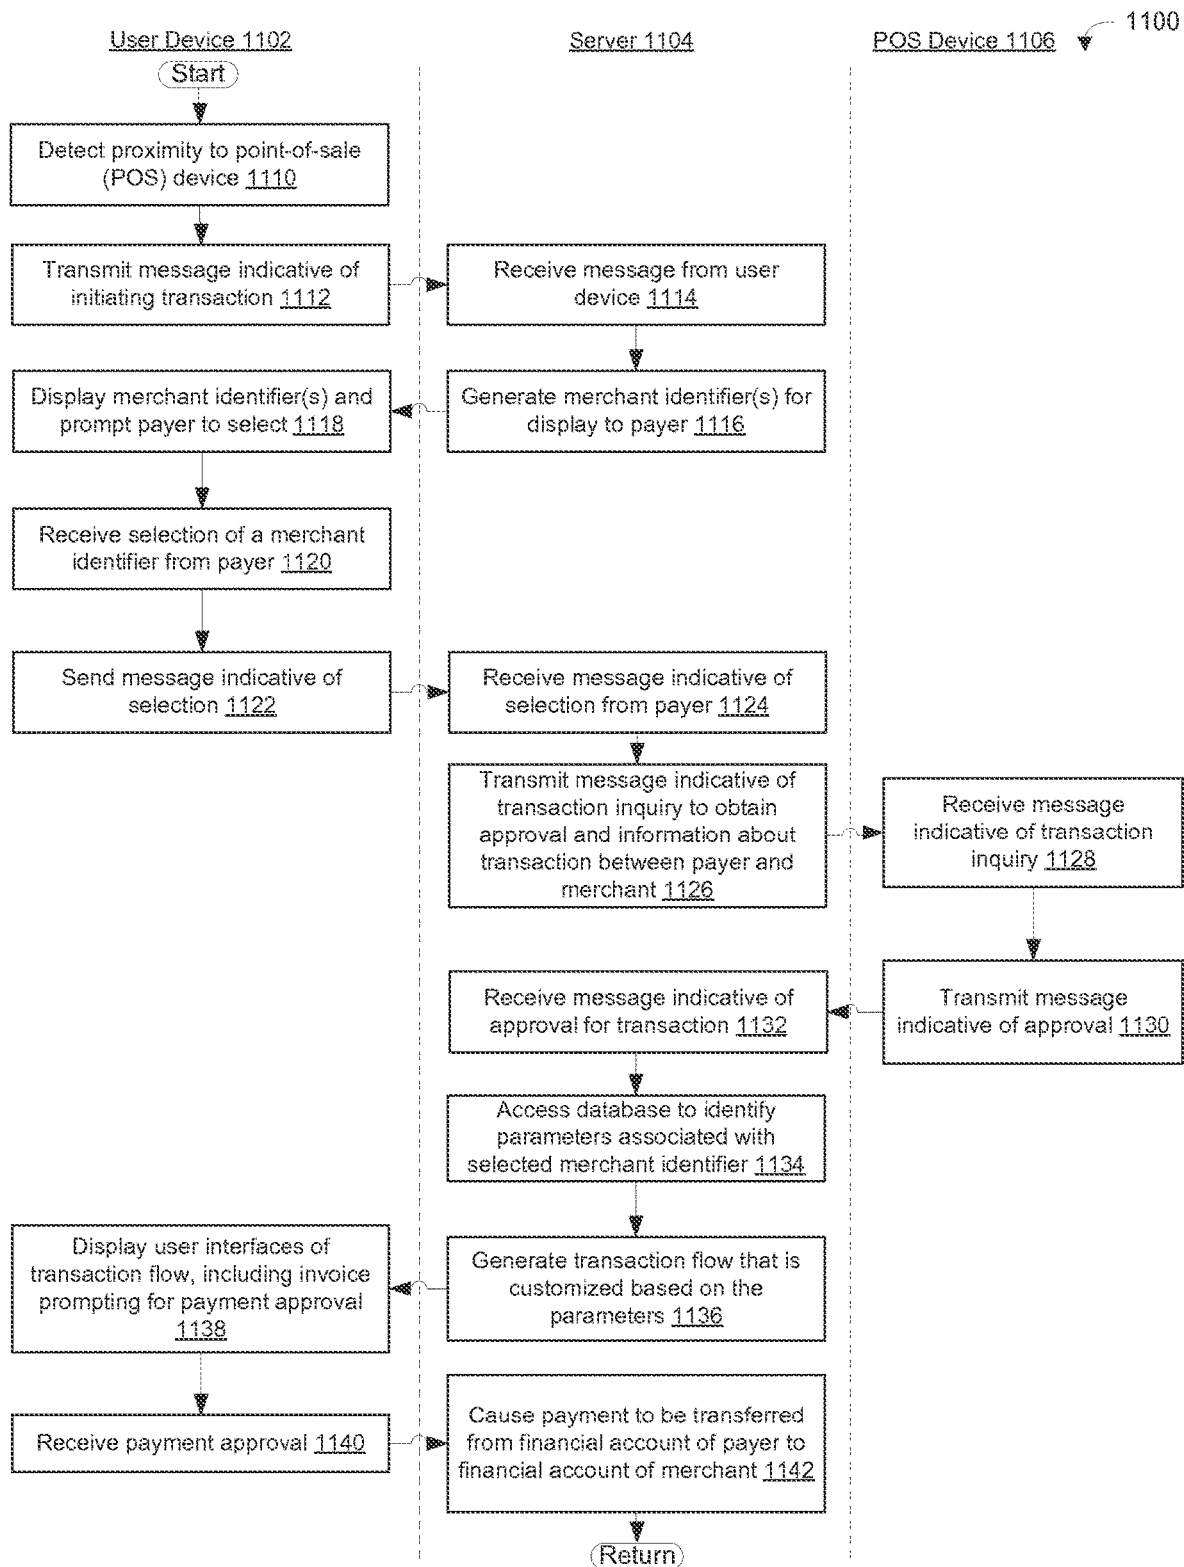 1100
User Device 1102
Server 1104
POS Device 1106
Start
Detect proximity to point-of-sale
(POS) device 1110
Transmit message indicative of
initiating transaction 1112
Receive message from user
device 1114
Display merchant identifier(s) and
prompt payer to select 1118
Generate merchant identifier(s) for
display to payer 1116
Receive selection of a merchant
identifier from payer 1120
Send message indicative of
selection 1122
Receive message indicative of
selection from payer 1124
Transmit message indicative of
transaction inquiry to obtain
approval and information about
transaction between payer and
merchant 1126
Receive message
indicative of transaction
inquiry 1128
Transmit message
indicative of approval 1130
Receive message indicative of
approval for transaction 1132
Access database to identify
parameters associated with
selected merchant identifier 1134
Generate transaction flow that is
customized based on the
parameters 1136
Display user interfaces of
transaction flow, including invoice
prompting for payment approval
1138
Receive payment approval 1140
Cause payment to be transferred
from financial account of payer to
financial account of merchant 1142
Return